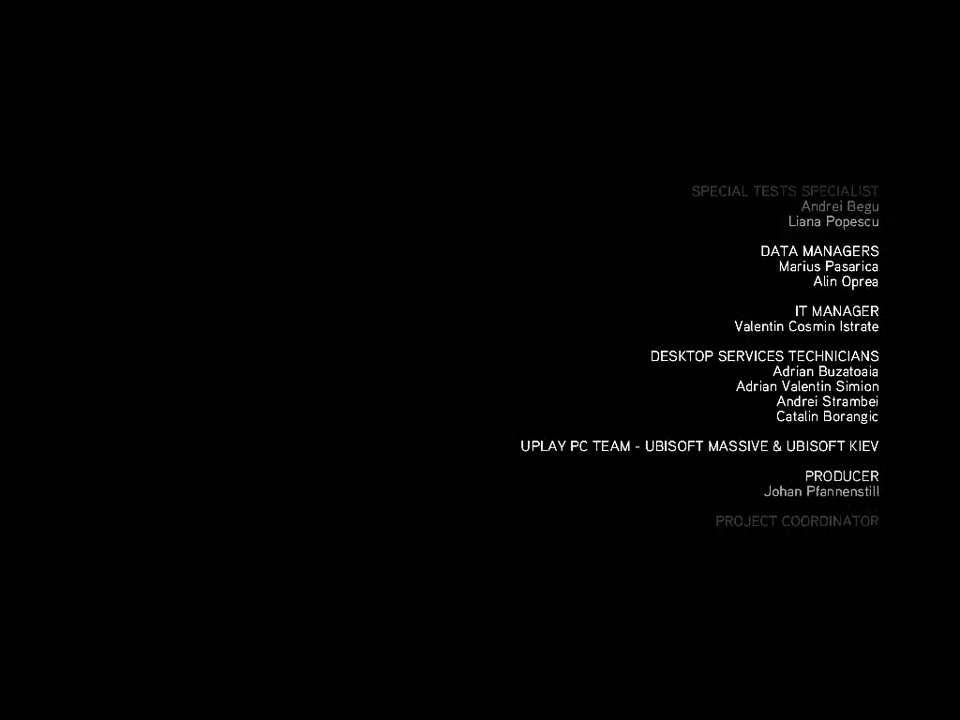 SPECIAL TESTS SPECIALIST
Andrei Begu
Liana Popescu
DATA MANAGERS
Marius Pasarica
Alin Oprea
IT MANAGER
Valentin Cosmin Istrate
DESKTOP SERVICES TECHNICIANS
Adrian Buzatoaia
Adrian Valentin Simion
Andrei Strambei
Catalin Borangic
UPLAY PC TEAM - UBISOFT MASSIVE & UBISOFT KIEV
PRODUCER
Johan Pfannenstill
PROJECT COORDINATOR